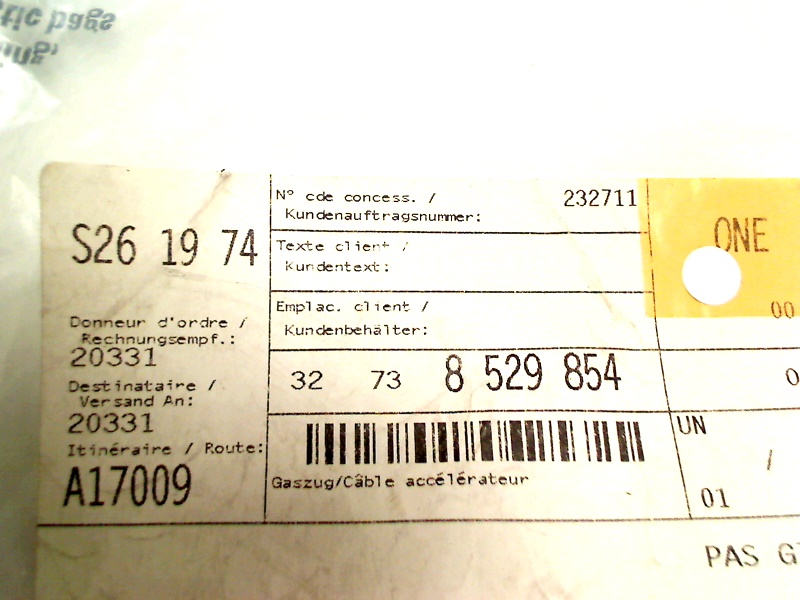 tic bags
ing,
S26 19 74
Donneur d'ordre /
Rechnungsempf.:
20331
Destinataire /
Versand An:
20331
Itinéraire / Route:
A17009
N° cde concess. /
Kundenauftragsnummer:
232711
Texte client /
Kundentext:
Emplac. client /
Kundenbehälter:
32 73 8 529 854
Gaszug/Câble accélérateur
ONE
00
0
UN
/
01
PAS